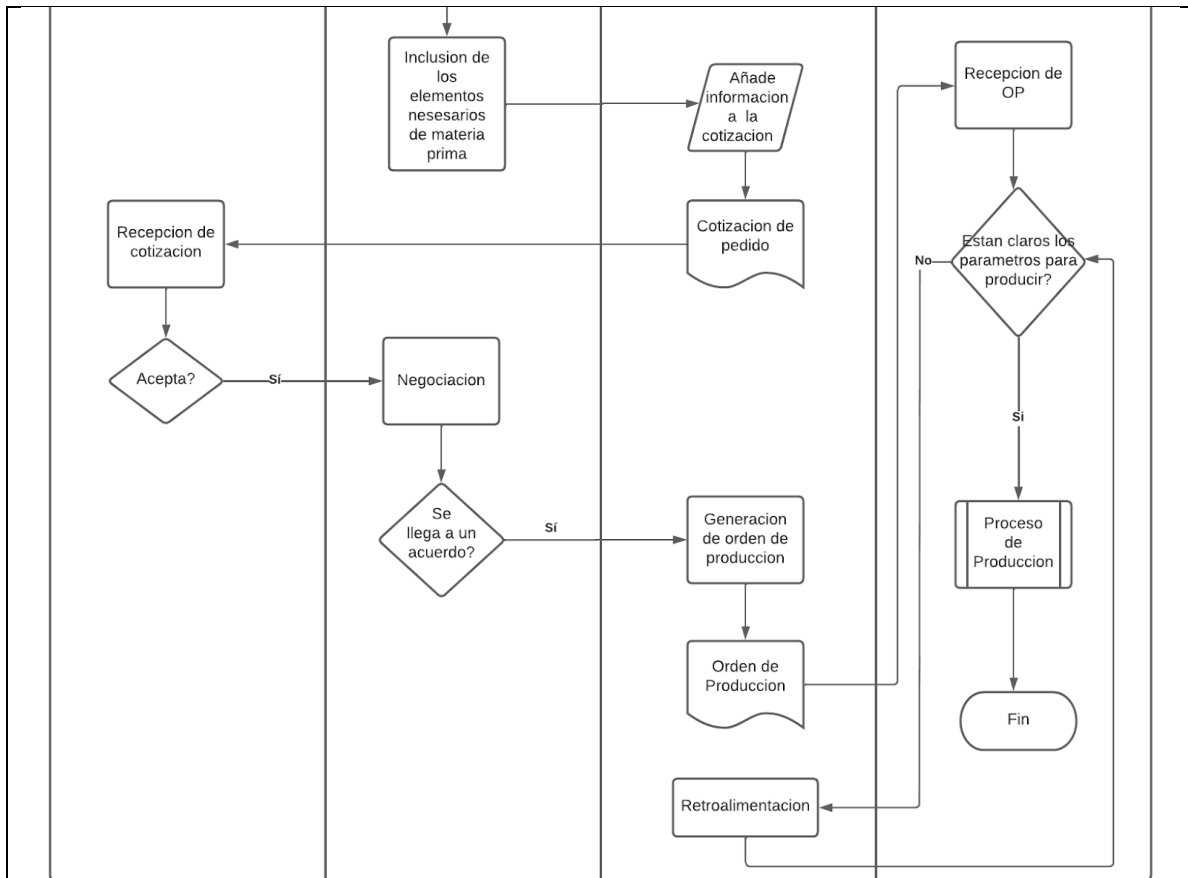 Inclusion de
los
elementos
nesesarios
de materia
prima
Añade
informacion
a la
cotizacion
Recepcion de
OP
Recepcion de
cotizacion
Cotizacion de
pedido
Estan claros los
parametros para
producir?
No
Acepta?
Sí
Negociacion
Si
Se
llega a un
acuerdo?
Sí
Generacion
de orden de
produccion
Proceso
de
Produccion
Orden de
Produccion
Fin
Retroalimentacion